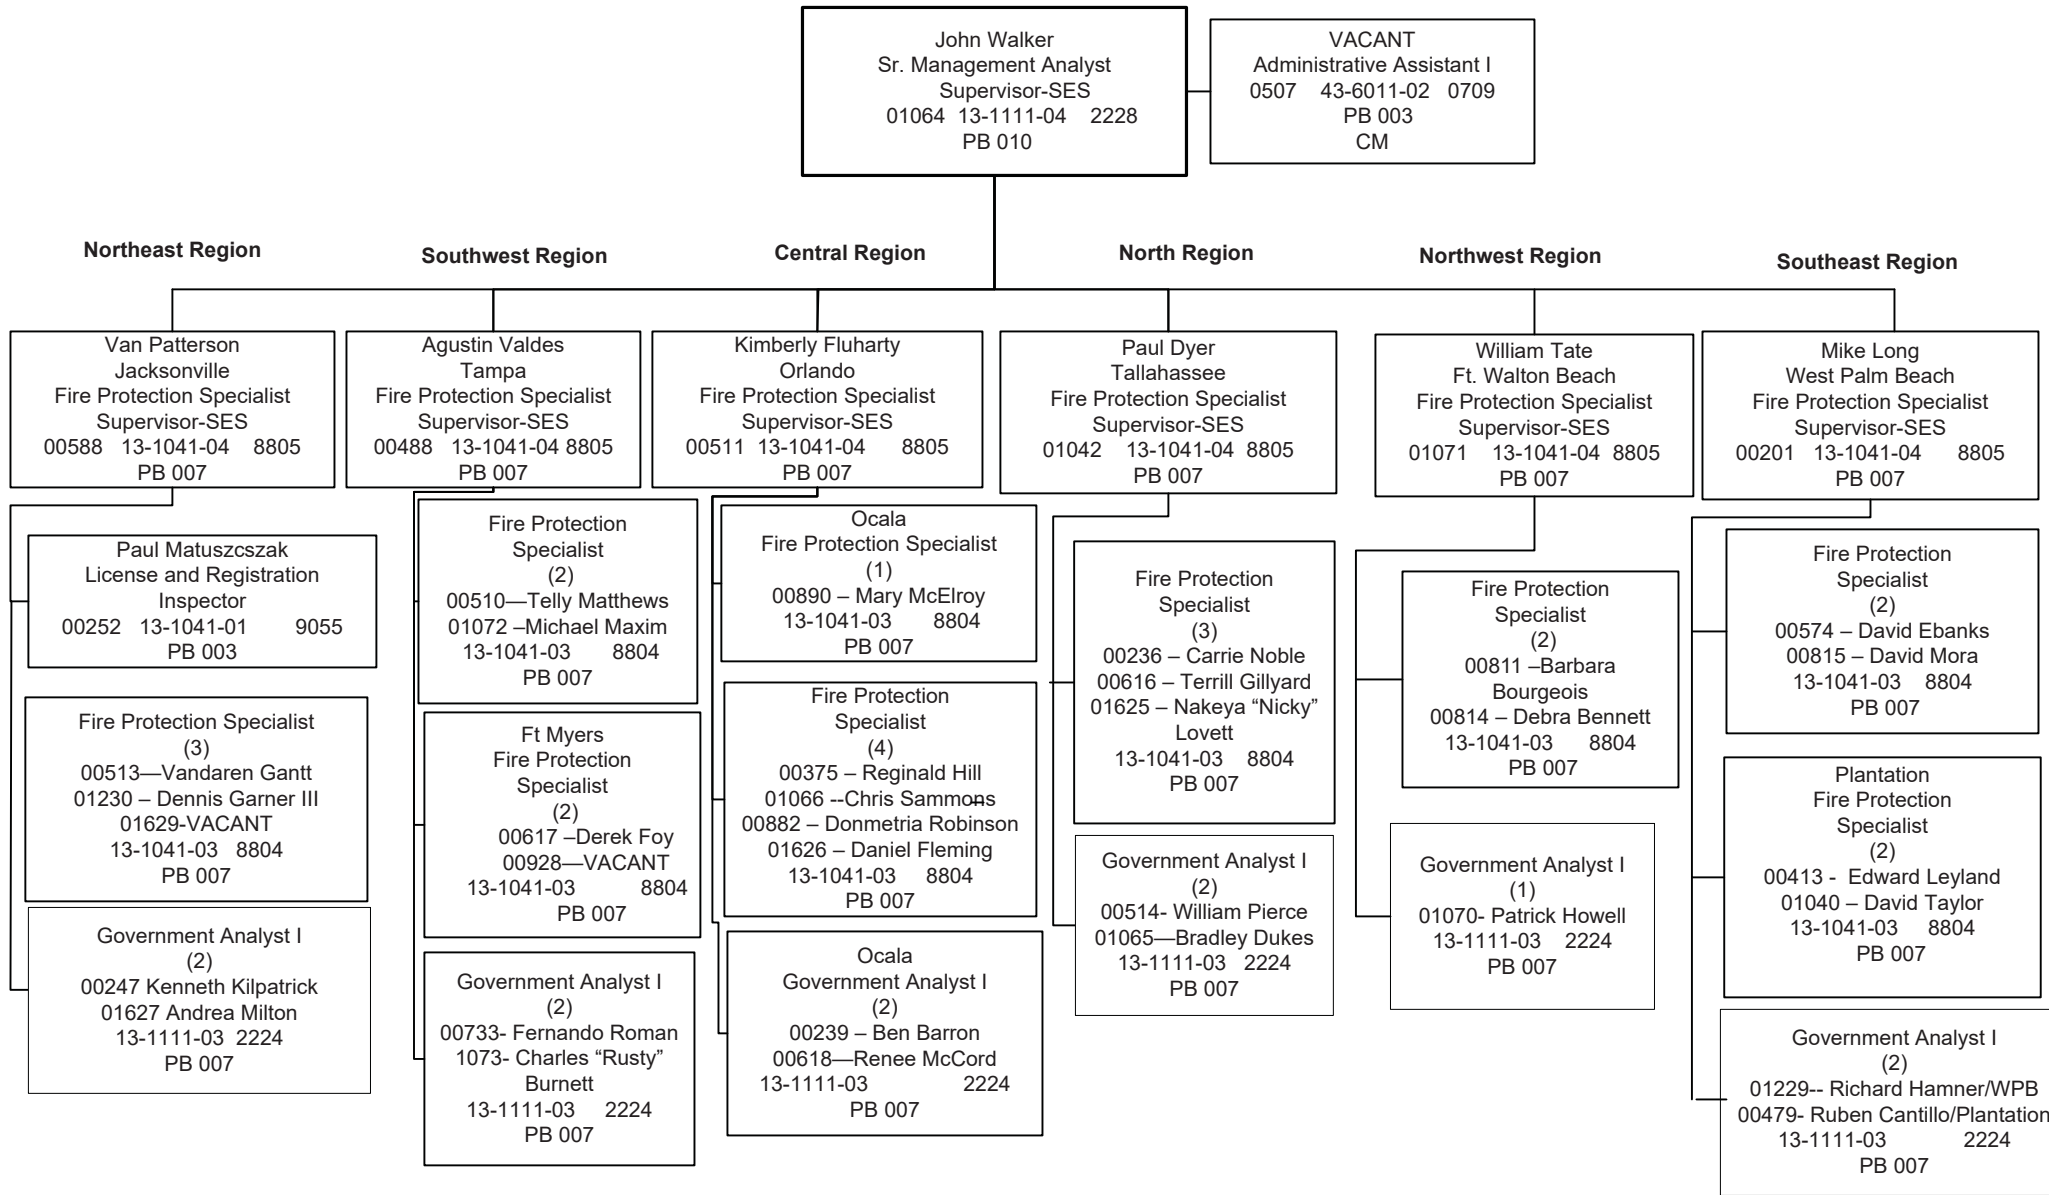 John Walker
Sr. Management Analyst
Supervisor-SES
01064 13-1111-04 2228
PB 010
VACANT
Administrative Assistant I
0507 43-6011-02 0709
PB 003
CM
Northeast Region
Southwest Region
Central Region
North Region
Northwest Region
Southeast Region
Van Patterson
Jacksonville
Fire Protection Specialist
Supervisor-SES
00588 13-1041-04 8805
PB 007
Agustin Valdes
Tampa
Fire Protection Specialist
Supervisor-SES
00488 13-1041-04 8805
PB 007
Kimberly Fluharty
Orlando
Fire Protection Specialist
Supervisor-SES
00511 13-1041-04 8805
PB 007
Paul Dyer
Tallahassee
Fire Protection Specialist
Supervisor-SES
01042 13-1041-04 8805
PB 007
William Tate
Ft. Walton Beach
Fire Protection Specialist
Supervisor-SES
01071 13-1041-04 8805
PB 007
Mike Long
West Palm Beach
Fire Protection Specialist
Supervisor-SES
00201 13-1041-04 8805
PB 007
Paul Matuszcszak
License and Registration
Inspector
00252 13-1041-01 9055
PB 003
Fire Protection Specialist
(3)
00513—Vandaren Gantt
01230 – Dennis Garner III
01629-VACANT
13-1041-03 8804
PB 007
Government Analyst I
(2)
00247 Kenneth Kilpatrick
01627 Andrea Milton
13-1111-03 2224
PB 007
Fire Protection
Specialist
(2)
00510—Telly Matthews
01072 –Michael Maxim
13-1041-03 8804
PB 007
Ft Myers
Fire Protection
Specialist
(2)
00617 –Derek Foy
00928—VACANT
13-1041-03 8804
PB 007
Government Analyst I
(2)
00733- Fernando Roman
1073- Charles “Rusty”
Burnett
13-1111-03 2224
PB 007
Ocala
Fire Protection Specialist
(1)
00890 – Mary McElroy
13-1041-03 8804
PB 007
Fire Protection
Specialist
(4)
00375 – Reginald Hill
01066 --Chris Sammons
00882 – Donmetria Robinson
01626 – Daniel Fleming
13-1041-03 8804
PB 007
Ocala
Government Analyst I
(2)
00239 – Ben Barron
00618—Renee McCord
13-1111-03 2224
PB 007
Fire Protection
Specialist
(3)
00236 – Carrie Noble
00616 – Terrill Gillyard
01625 – Nakeya “Nicky”
Lovett
13-1041-03 8804
PB 007
Government Analyst I
(2)
00514- William Pierce
01065—Bradley Dukes
13-1111-03 2224
PB 007
Fire Protection
Specialist
(2)
00811 –Barbara
Bourgeois
00814 – Debra Bennett
13-1041-03 8804
PB 007
Government Analyst I
(1)
01070- Patrick Howell
13-1111-03 2224
PB 007
Fire Protection
Specialist
(2)
00574 – David Ebanks
00815 – David Mora
13-1041-03 8804
PB 007
Plantation
Fire Protection
Specialist
(2)
00413 - Edward Leyland
01040 – David Taylor
13-1041-03 8804
PB 007
Government Analyst I
(2)
01229-- Richard Hamner/WPB
00479- Ruben Cantillo/Plantation
13-1111-03 2224
PB 007